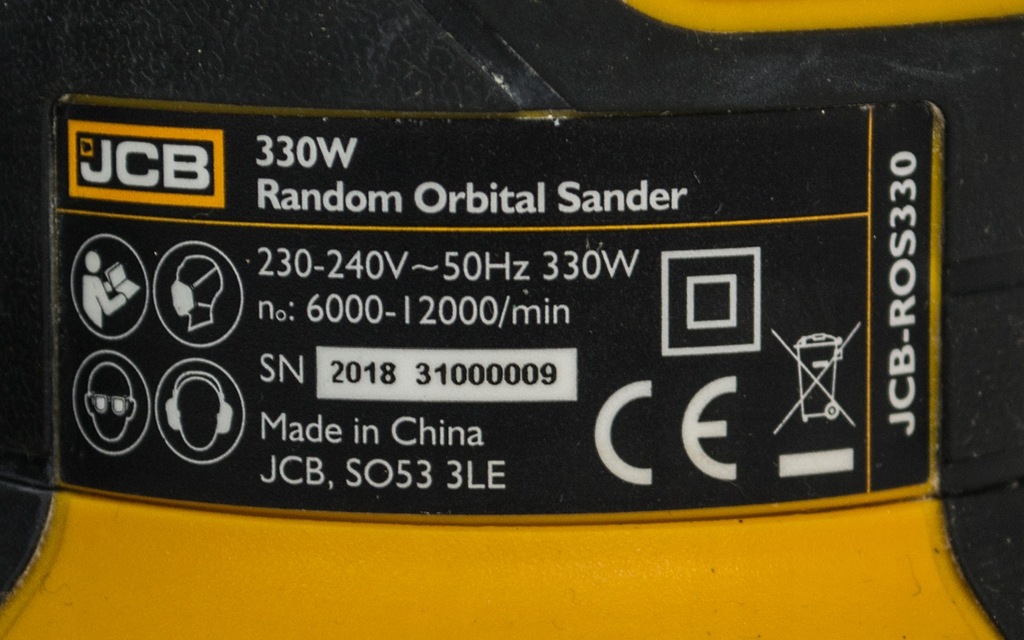 JCB
330W
Random Orbital Sander
230-240V~50Hz 330W
n₀: 6000-12000/min
SN 2018 31000009
Made in China
JCB, SO53 3LE
CE
JCB-ROS330